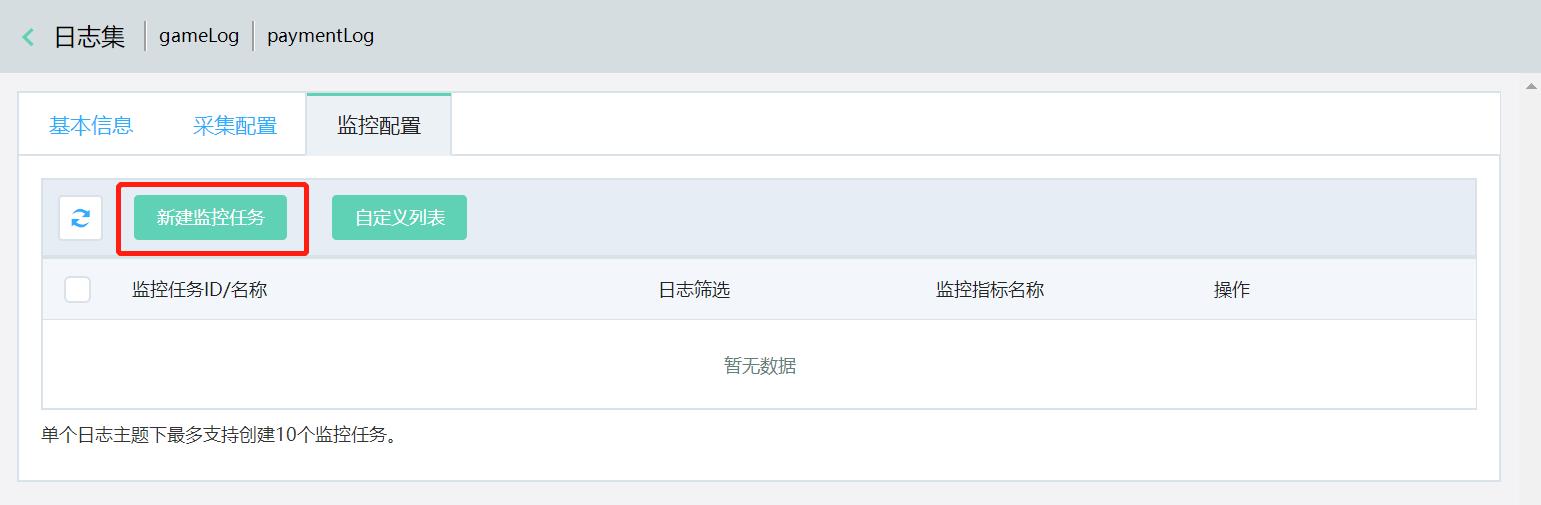 日志集 gameLog paymentLog
基本信息 采集配置 监控配置
新建监控任务 自定义列表
监控任务ID/名称 日志筛选 监控指标名称 操作
暂无数据
单个日志主题下最多支持创建10个监控任务。